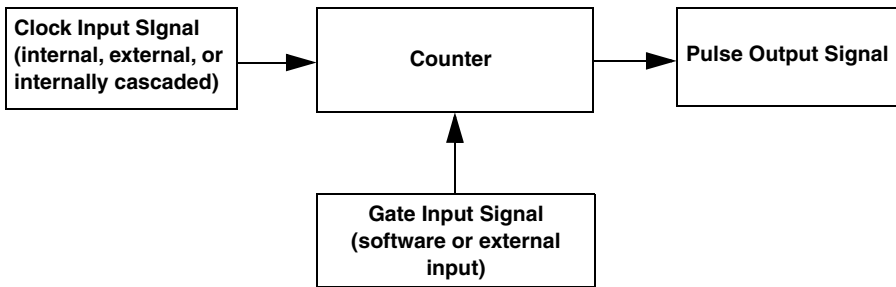 Clock Input SIgnal
(internal, external, or
internally cascaded)
Counter
Pulse Output Signal
Gate Input Signal
(software or external
input)